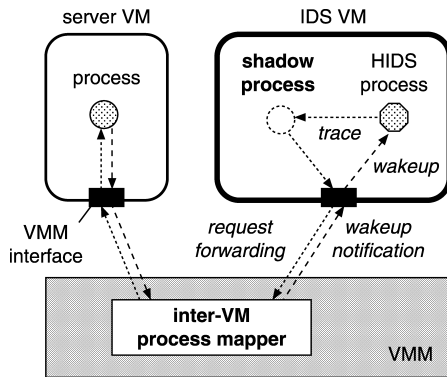 server VM
IDS VM
process
shadow
process
HIDS
process
trace
wakeup
VMM
interface
request
forwarding
wakeup
notification
inter-VM
process mapper
VMM